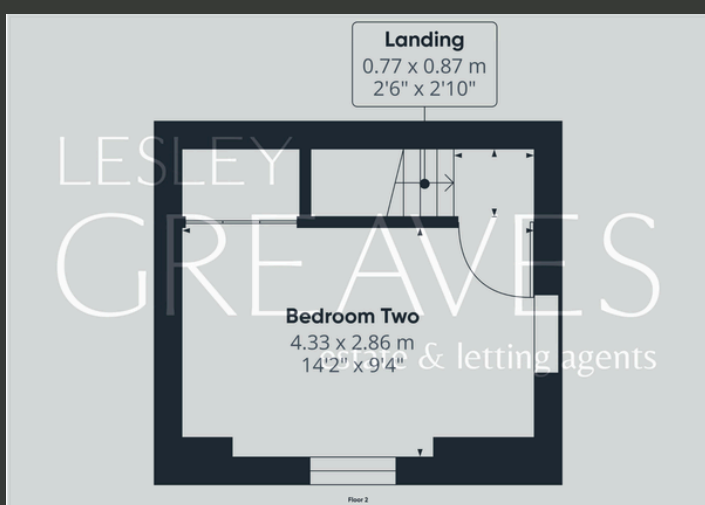 Landing
0.77 x 0.87 m
2'6" x 2'10"
LESLEY
GREAVES
Bedroom Two
4.33 x 2.86 m
14'2" x 9'4"
estate & letting agents
Floor 2